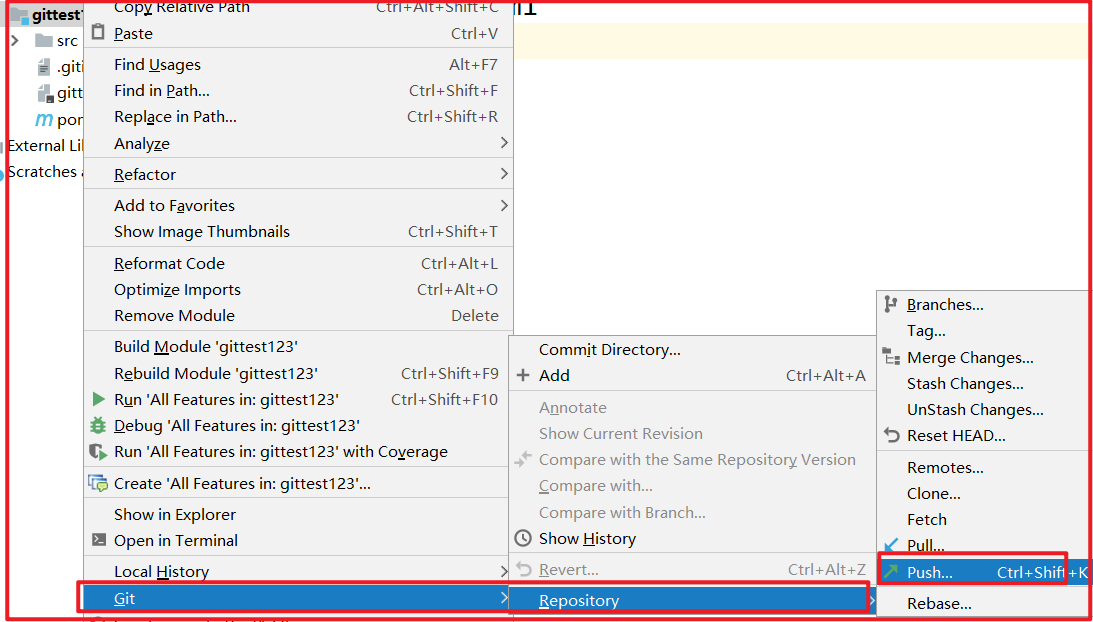 gittest
src
.giti
gitt
por
External Lil
Scratches a
Copy Relative Path Ctrl+Alt+Shift+C
Paste Ctrl+V
Find Usages Alt+F7
Find in Path... Ctrl+Shift+F
Replace in Path... Ctrl+Shift+R
Analyze
Refactor
Add to Favorites
Show Image Thumbnails Ctrl+Shift+T
Reformat Code Ctrl+Alt+L
Optimize Imports Ctrl+Alt+O
Remove Module Delete
Build Module 'gittest123'
Rebuild Module 'gittest123' Ctrl+Shift+F9
Run 'All Features in: gittest123' Ctrl+Shift+F10
Debug 'All Features in: gittest123'
Run 'All Features in: gittest123' with Coverage
Create 'All Features in: gittest123'...
Show in Explorer
Open in Terminal
Local History
Git
Commit Directory...
Add Ctrl+Alt+A
Annotate
Show Current Revision
Compare with the Same Repository Version
Compare with...
Compare with Branch...
Show History
Revert... Ctrl+Alt+Z
Repository
Branches...
Tag...
Merge Changes...
Stash Changes...
UnStash Changes...
Reset HEAD...
Remotes...
Clone...
Fetch
Pull...
Push... Ctrl+Shift+K
Rebase...